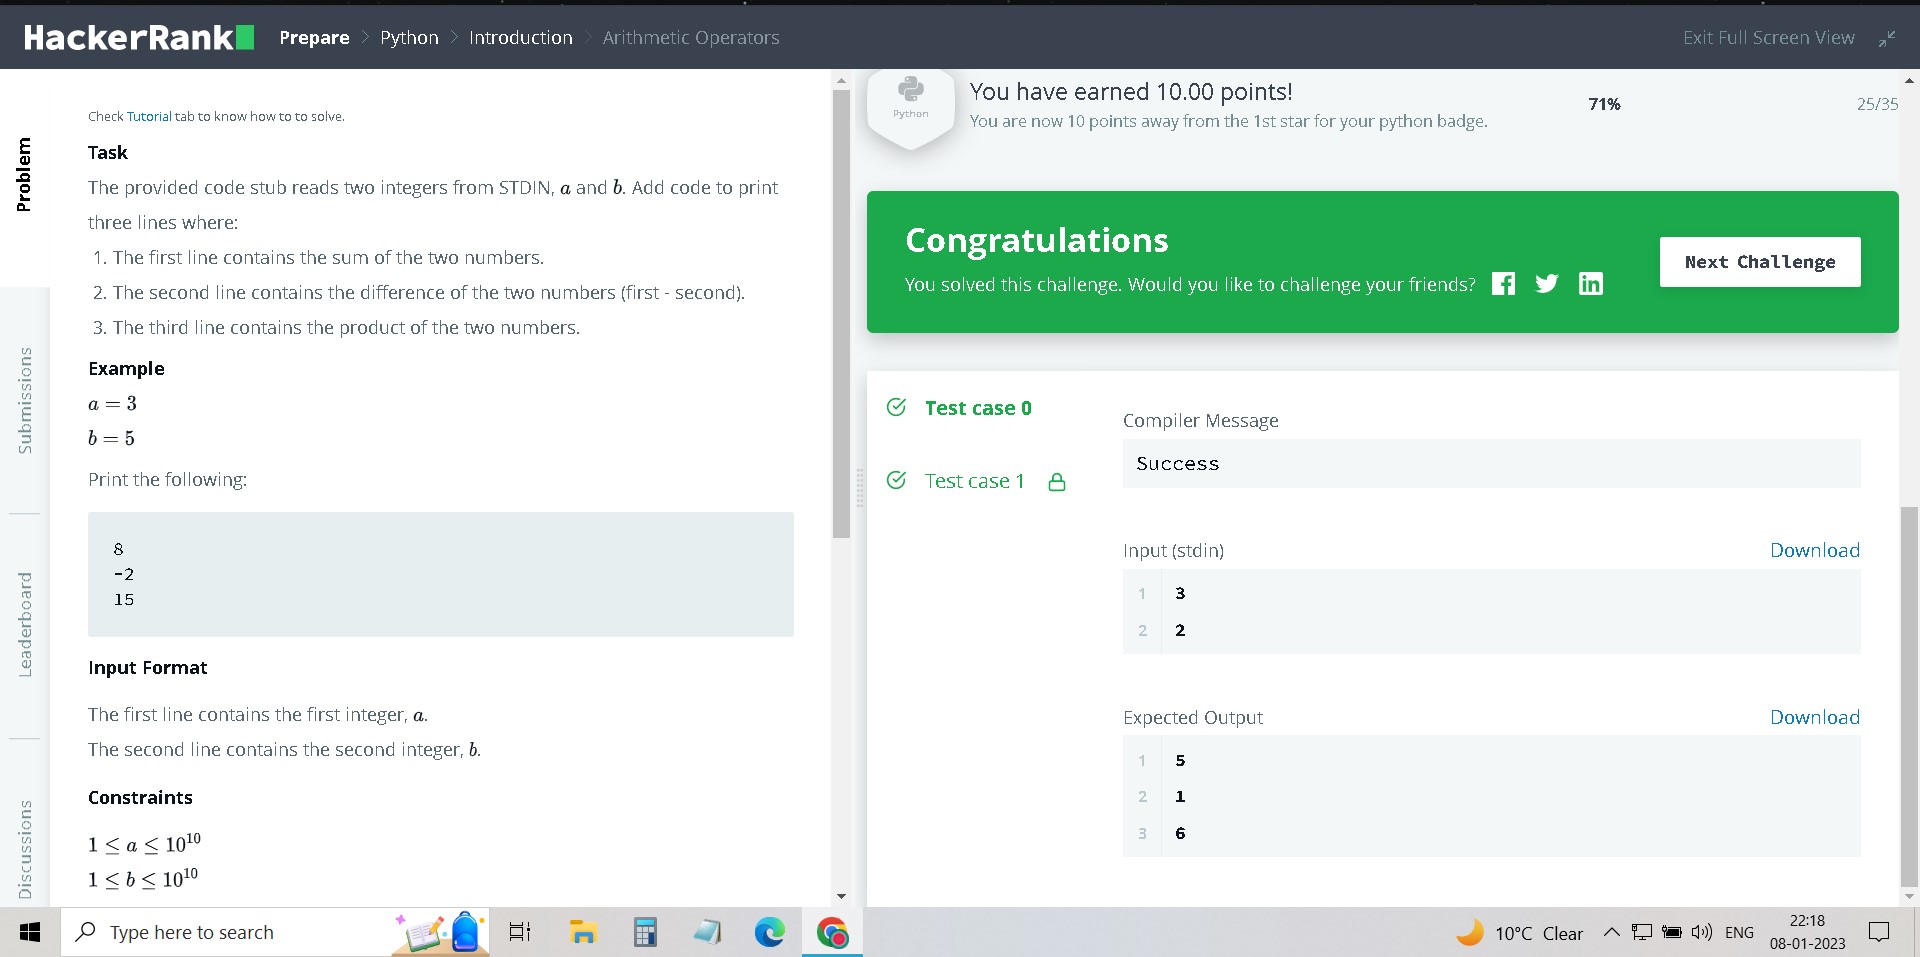 HackerRank
Prepare > Python > Introduction > Arithmetic Operators
Exit Full Screen View
Problem
Submissions
Leaderboard
Discussions
Check Tutorial tab to know how to to solve.
Task
The provided code stub reads two integers from STDIN, a and b. Add code to print
three lines where:
1. The first line contains the sum of the two numbers.
2. The second line contains the difference of the two numbers (first - second).
3. The third line contains the product of the two numbers.
Example
a = 3
b = 5
Print the following:
8
-2
15
Input Format
The first line contains the first integer, a.
The second line contains the second integer, b.
Constraints
1 ≤ a ≤ 10¹⁰
1 ≤ b ≤ 10¹⁰
Python
You have earned 10.00 points!
You are now 10 points away from the 1st star for your python badge.
71%
25/35
Congratulations
You solved this challenge. Would you like to challenge your friends?
Next Challenge
Test case 0
Test case 1
Compiler Message
Success
Input (stdin)
Download
1 3
2 2
Expected Output
Download
1 5
2 1
3 6
Type here to search
10°C Clear
ENG
22:18
08-01-2023